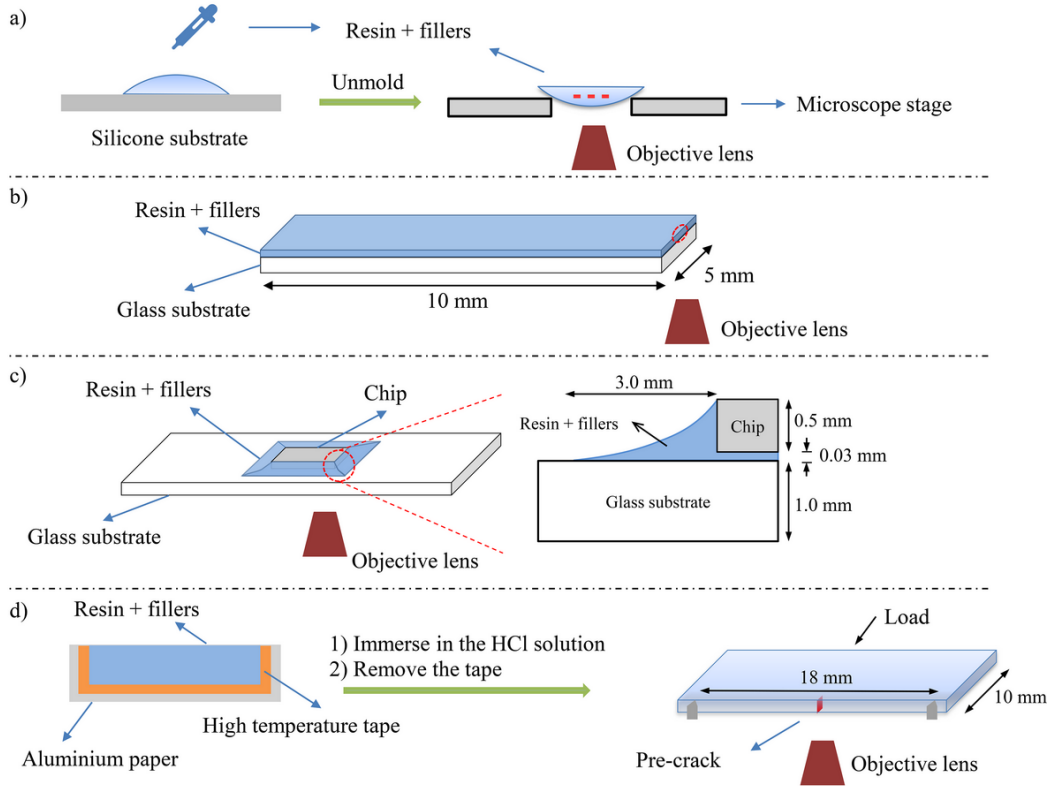 a)
Resin + fillers
Unmold
Silicone substrate
Microscope stage
Objective lens
b)
Resin + fillers
Glass substrate
10 mm
5 mm
Objective lens
c)
Resin + fillers
Chip
Glass substrate
Objective lens
3.0 mm
Resin + fillers
Chip
0.5 mm
0.03 mm
Glass substrate
1.0 mm
d)
Resin + fillers
High temperature tape
Aluminium paper
1) Immerse in the HCl solution
2) Remove the tape
Load
18 mm
10 mm
Pre-crack
Objective lens